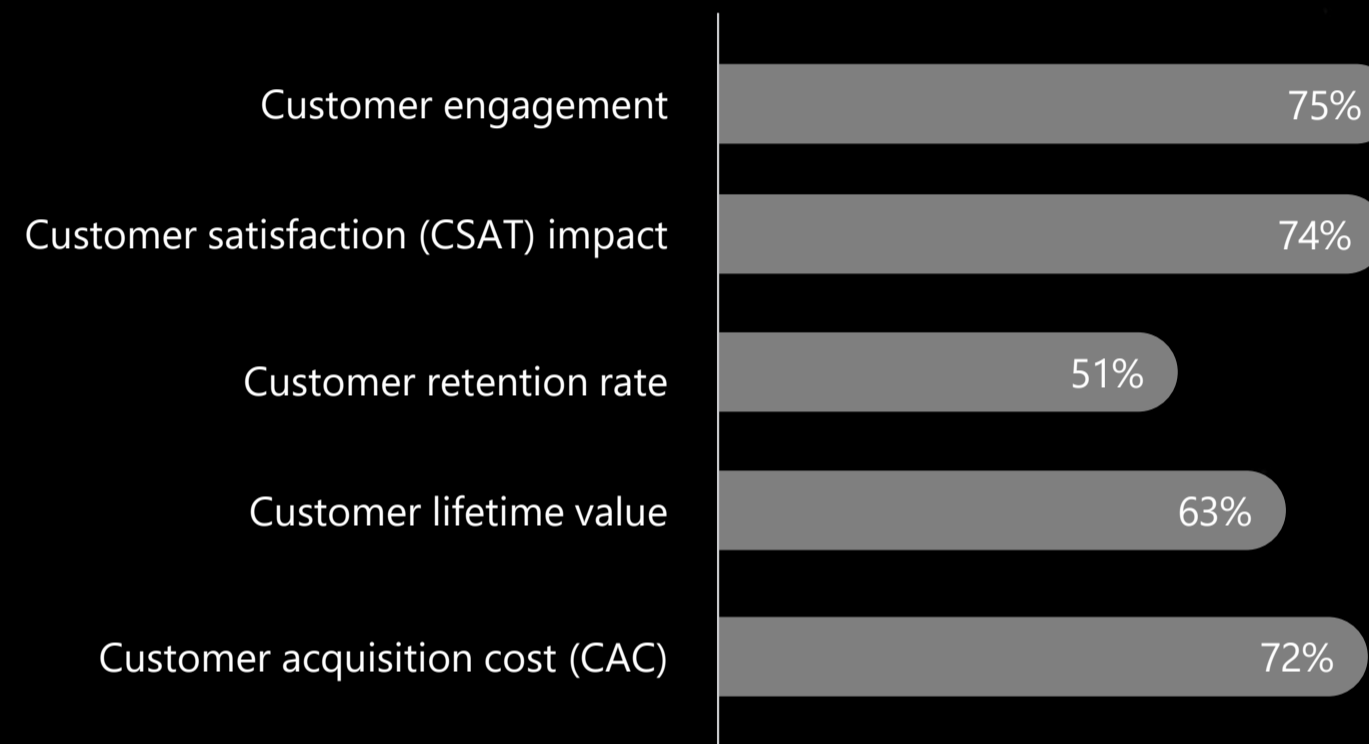 Customer engagement 75%
Customer satisfaction (CSAT) impact 74%
Customer retention rate 51%
Customer lifetime value 63%
Customer acquisition cost (CAC) 72%